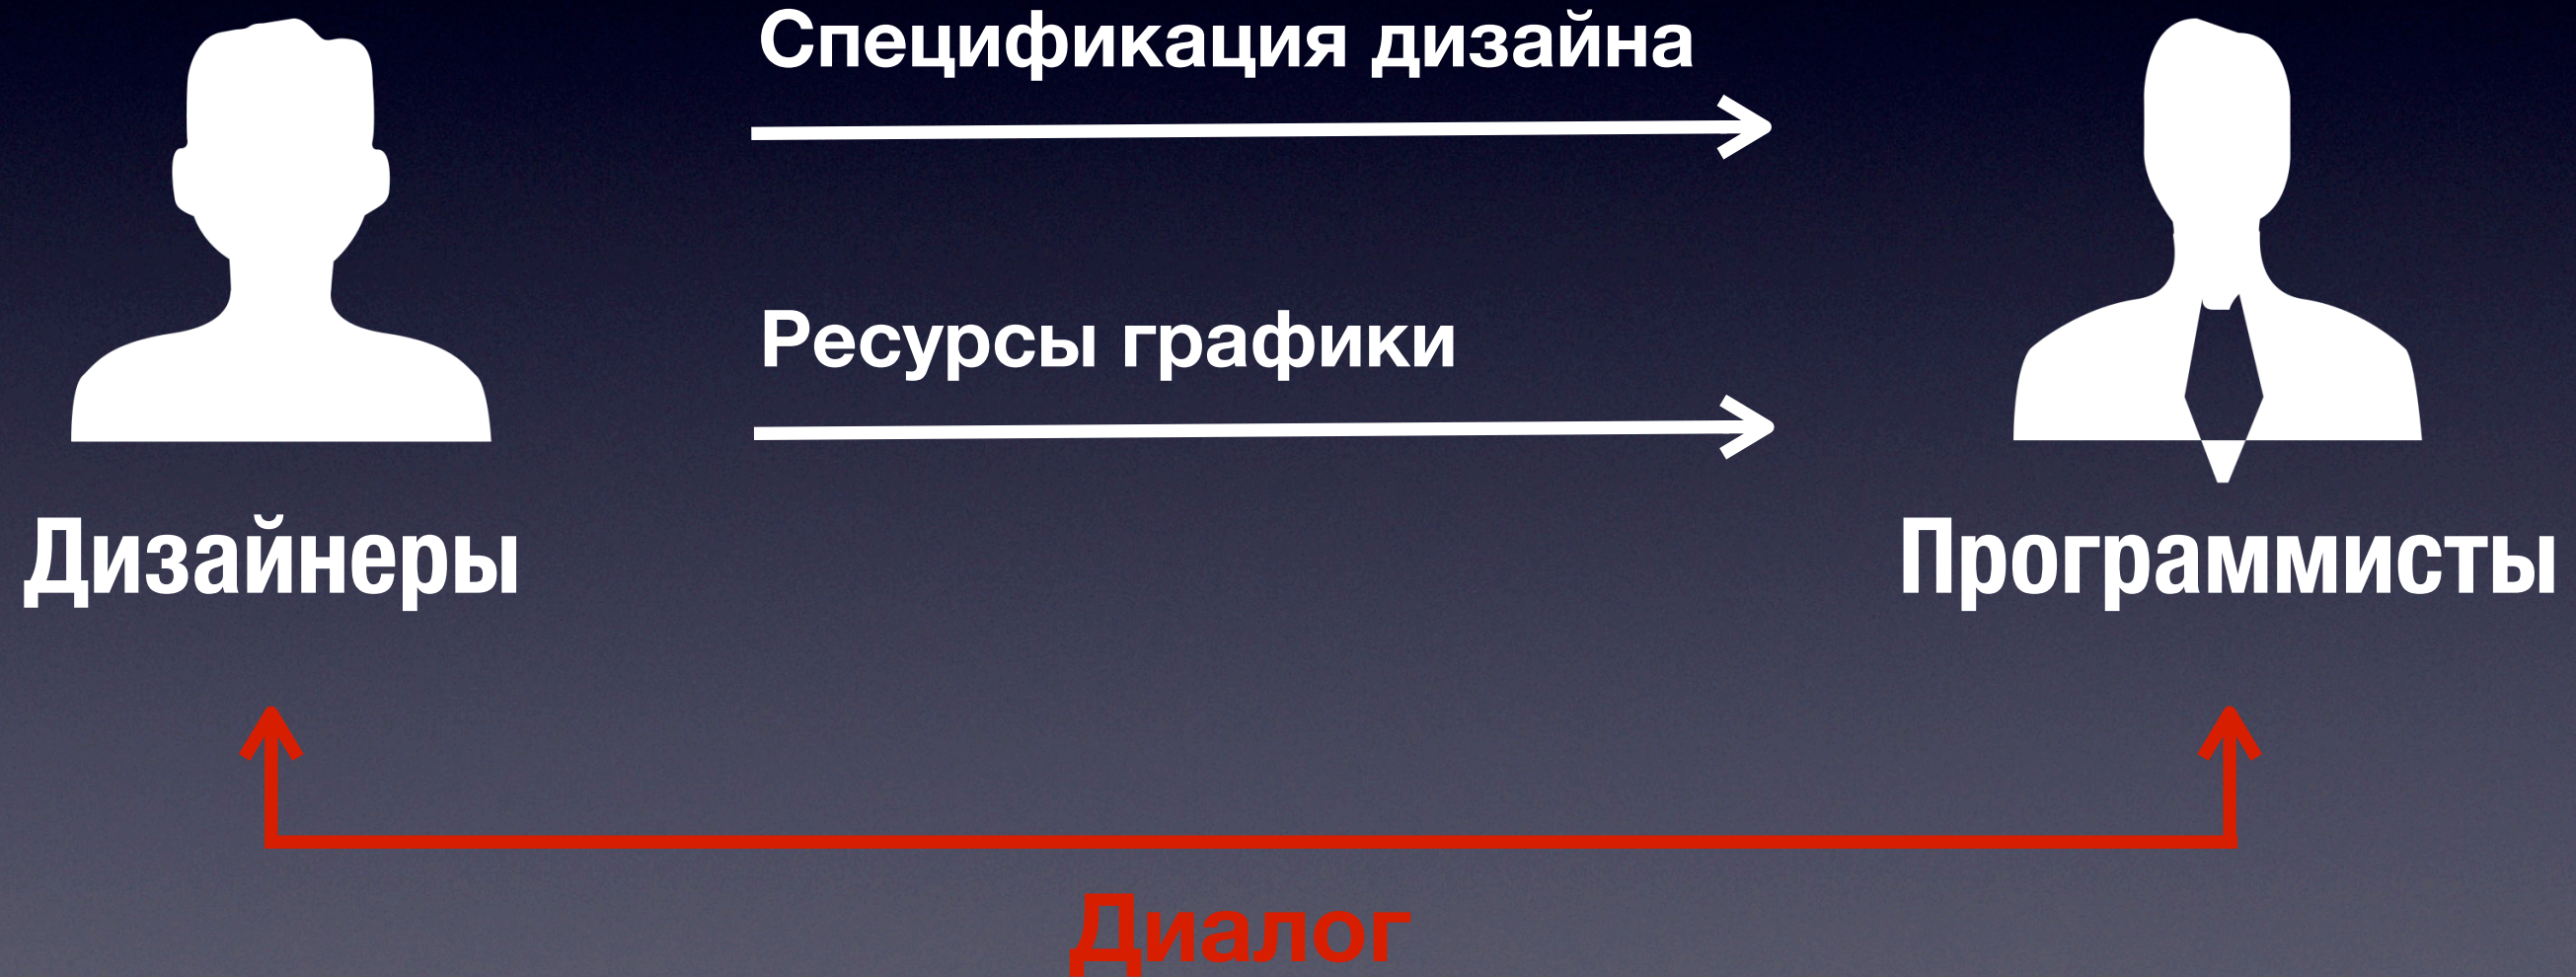 Спецификация дизайна
Ресурсы графики
Дизайнеры
Программисты
Диалог